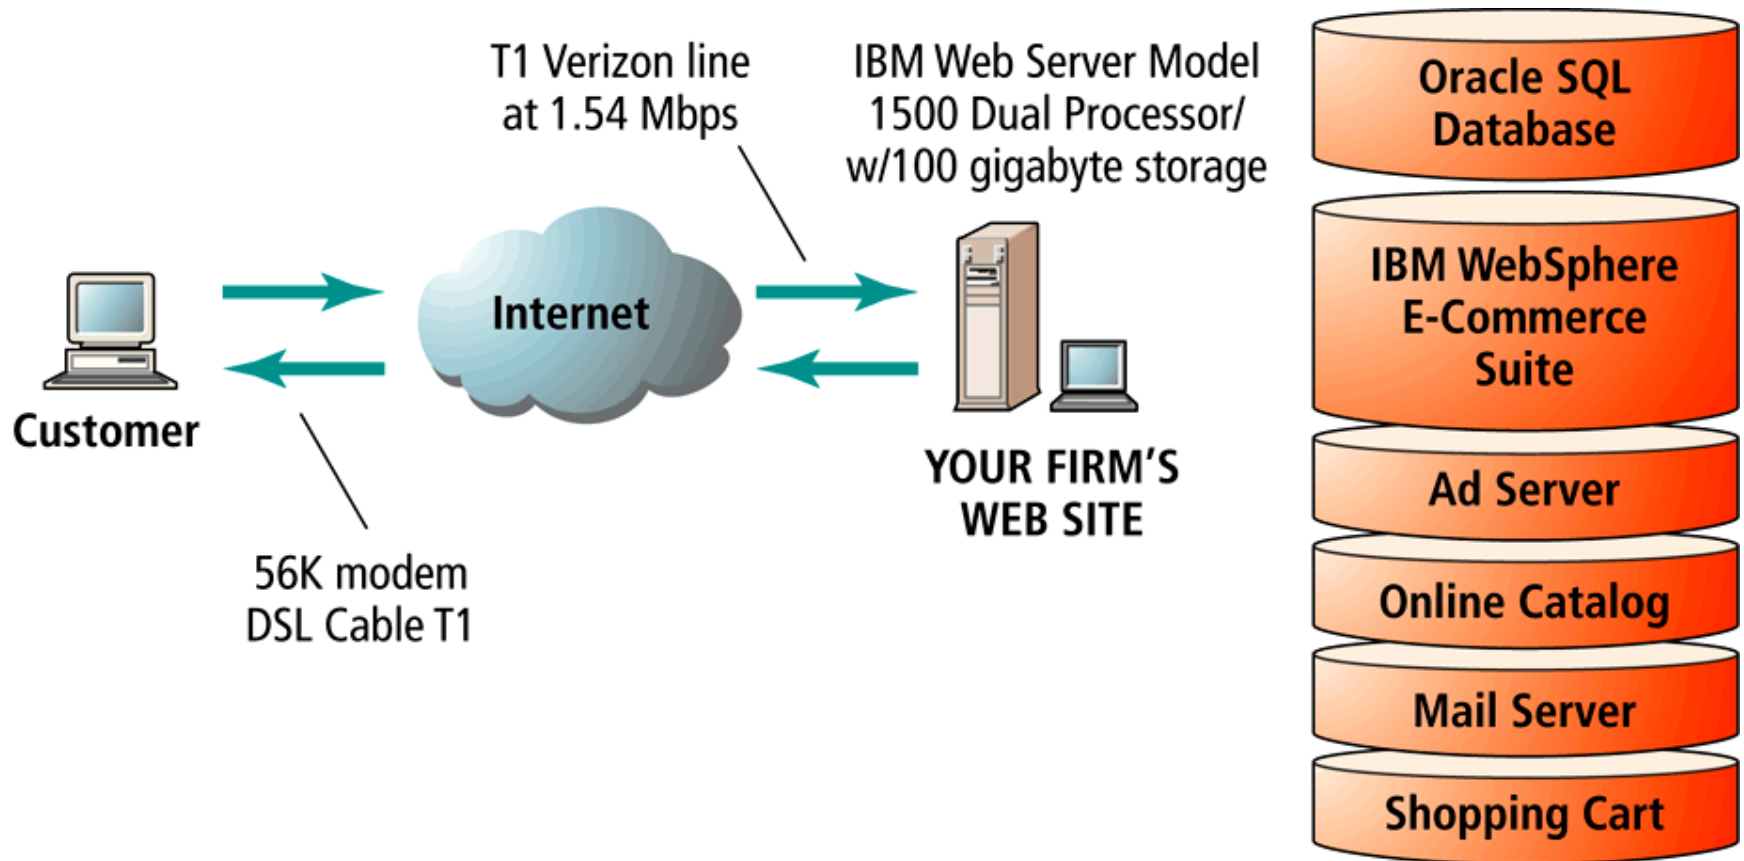 T1 Verizon line
at 1.54 Mbps
IBM Web Server Model
1500 Dual Processor/
w/100 gigabyte storage
Internet
Customer
56K modem
DSL Cable T1
YOUR FIRM'S
WEB SITE
Oracle SQL
Database
IBM WebSphere
E-Commerce
Suite
Ad Server
Online Catalog
Mail Server
Shopping Cart